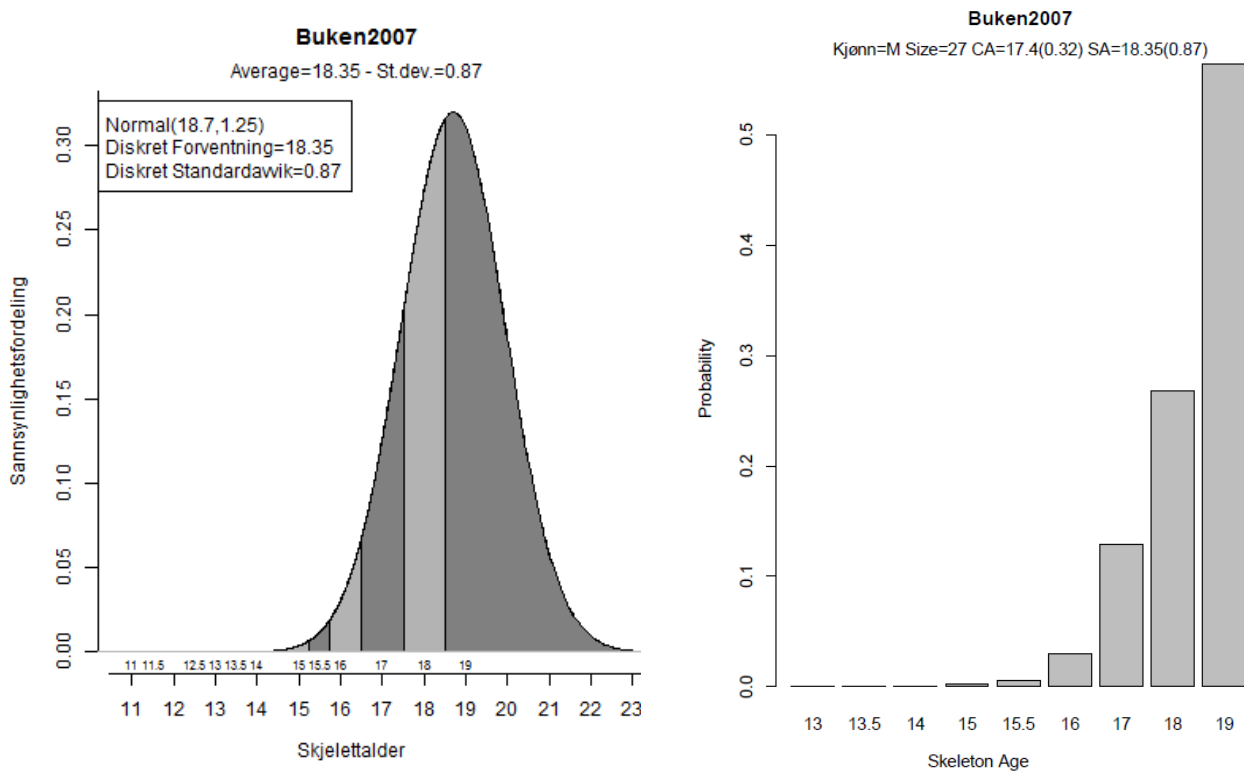 Buken2007
Average=18.35 - St.dev.=0.87
Normal(18.7,1.25)
Diskret Forventning=18.35
Diskret Standardavvik=0.87
Sannsynlighetsfordeling
0.30
0.25
0.20
0.15
0.10
0.05
0.00
11 11.5 12.5 13 13.5 14 15 15.5 16 17 18 19
11 12 13 14 15 16 17 18 19 20 21 22 23
Skjelettalder
Buken2007
Kjønn=M Size=27 CA=17.4(0.32) SA=18.35(0.87)
Probability
0.5
0.4
0.3
0.2
0.1
0.0
13 13.5 14 15 15.5 16 17 18 19
Skeleton Age